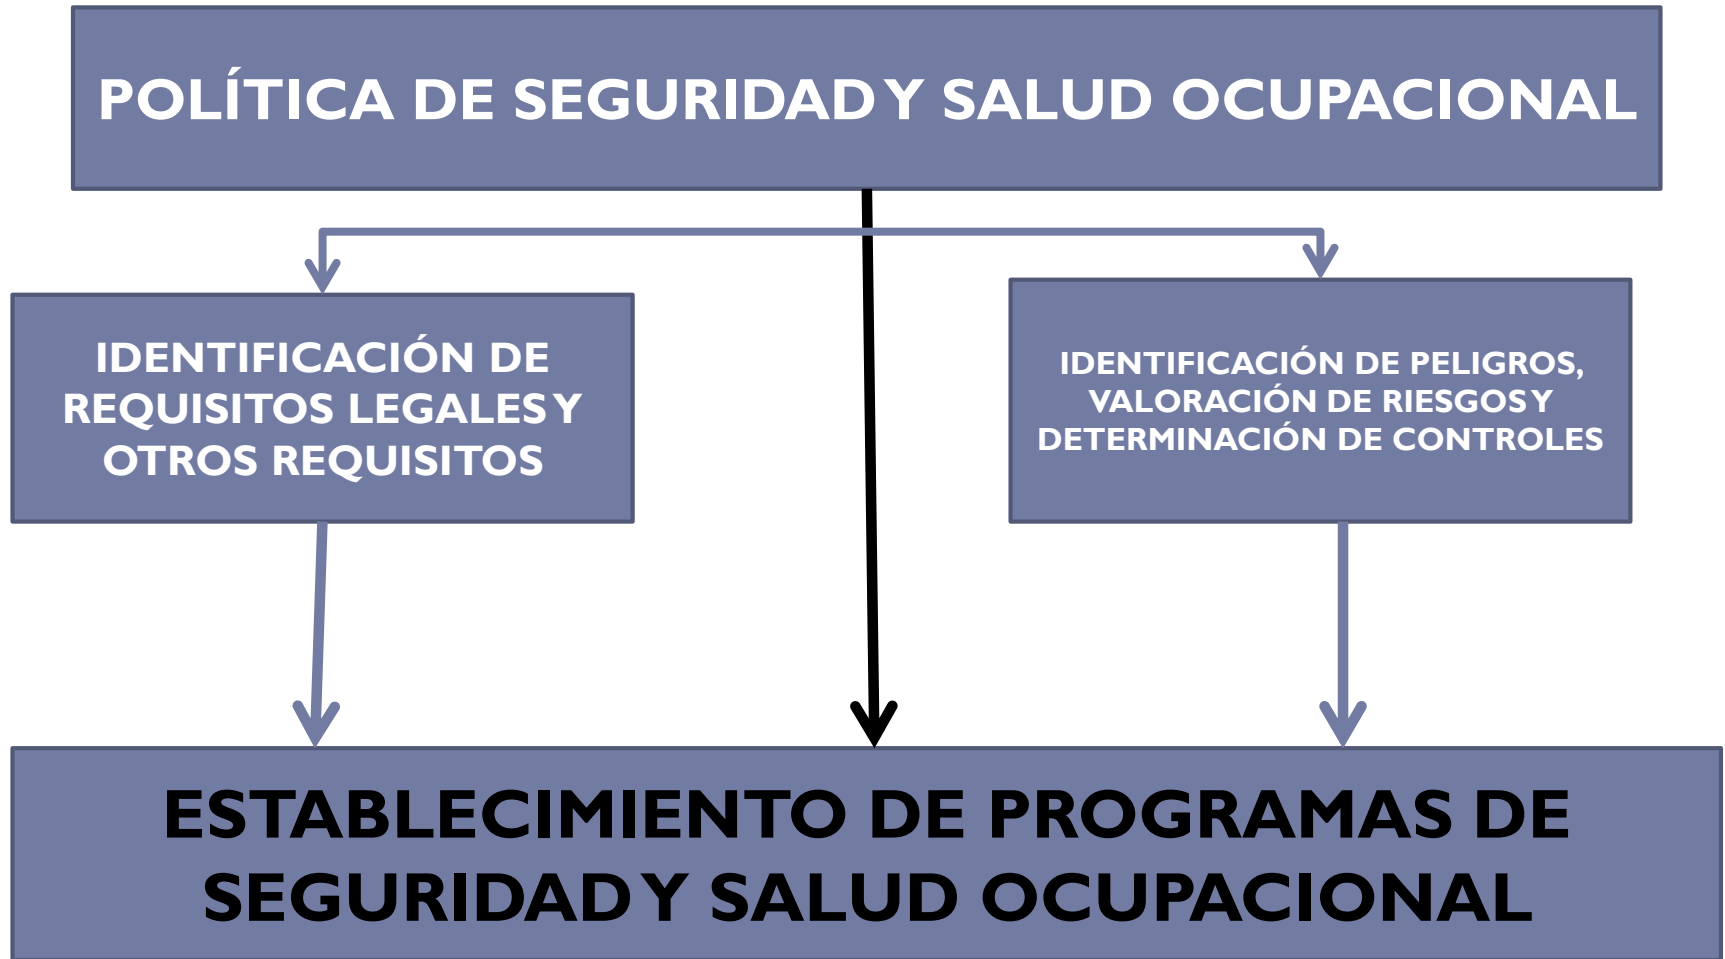 POLÍTICA DE SEGURIDAD Y SALUD OCUPACIONAL
IDENTIFICACIÓN DE
REQUISITOS LEGALES Y
OTROS REQUISITOS
IDENTIFICACIÓN DE PELIGROS,
VALORACIÓN DE RIESGOS Y
DETERMINACIÓN DE CONTROLES
ESTABLECIMIENTO DE PROGRAMAS DE
SEGURIDAD Y SALUD OCUPACIONAL